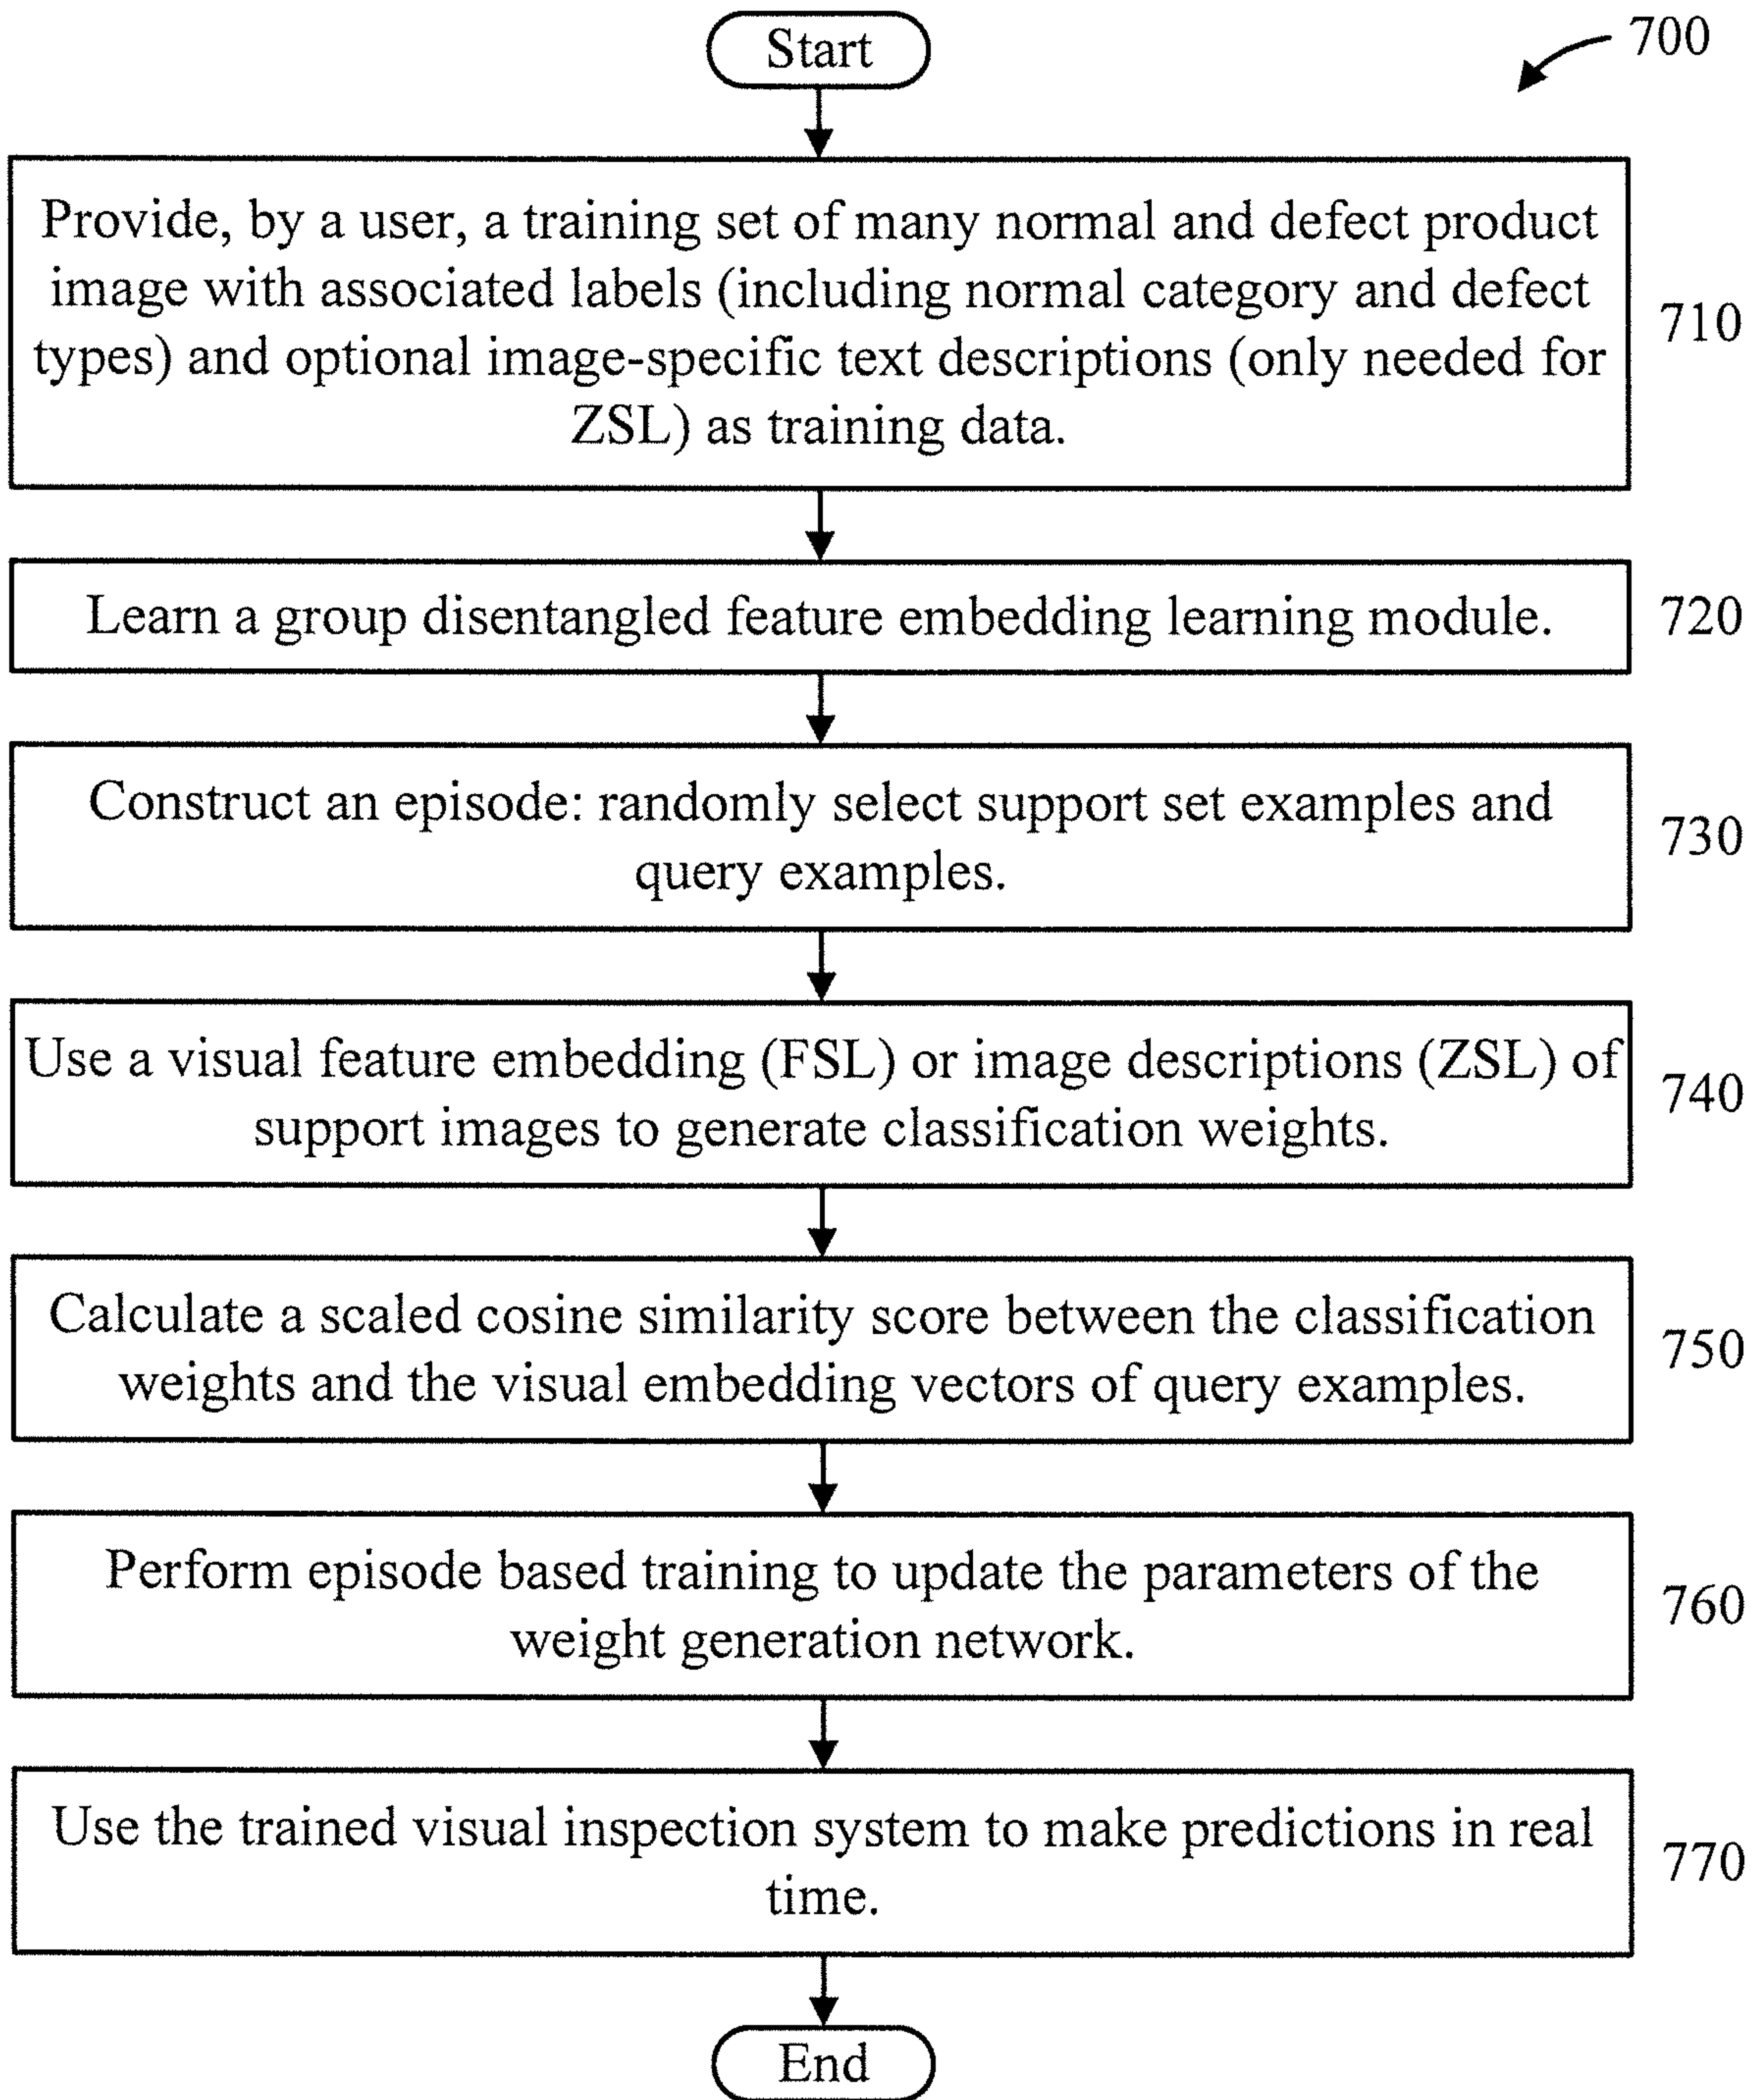 Start
700
Provide, by a user, a training set of many normal and defect product
image with associated labels (including normal category and defect
types) and optional image-specific text descriptions (only needed for
ZSL) as training data.
710
Learn a group disentangled feature embedding learning module.
720
Construct an episode: randomly select support set examples and
query examples.
730
Use a visual feature embedding (FSL) or image descriptions (ZSL) of
support images to generate classification weights.
740
Calculate a scaled cosine similarity score between the classification
weights and the visual embedding vectors of query examples.
750
Perform episode based training to update the parameters of the
weight generation network.
760
Use the trained visual inspection system to make predictions in real
time.
770
End